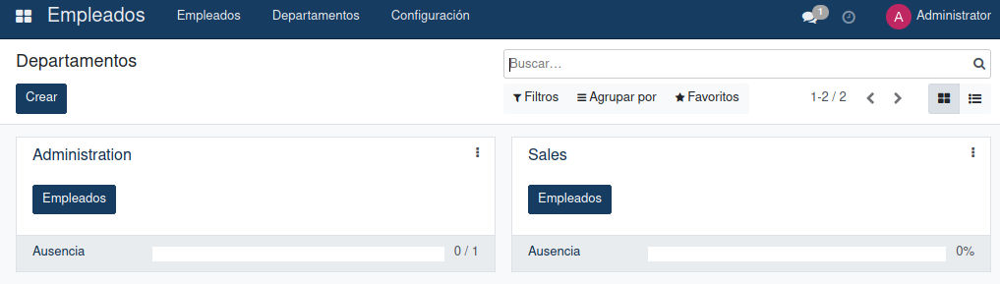 Empleados Empleados Departamentos Configuración 1 A Administrator
Departamentos Buscar...
Crear Filtros Agrupar por Favoritos 1-2 / 2
Administration Sales
Empleados Empleados
Ausencia 0 / 1 Ausencia 0%